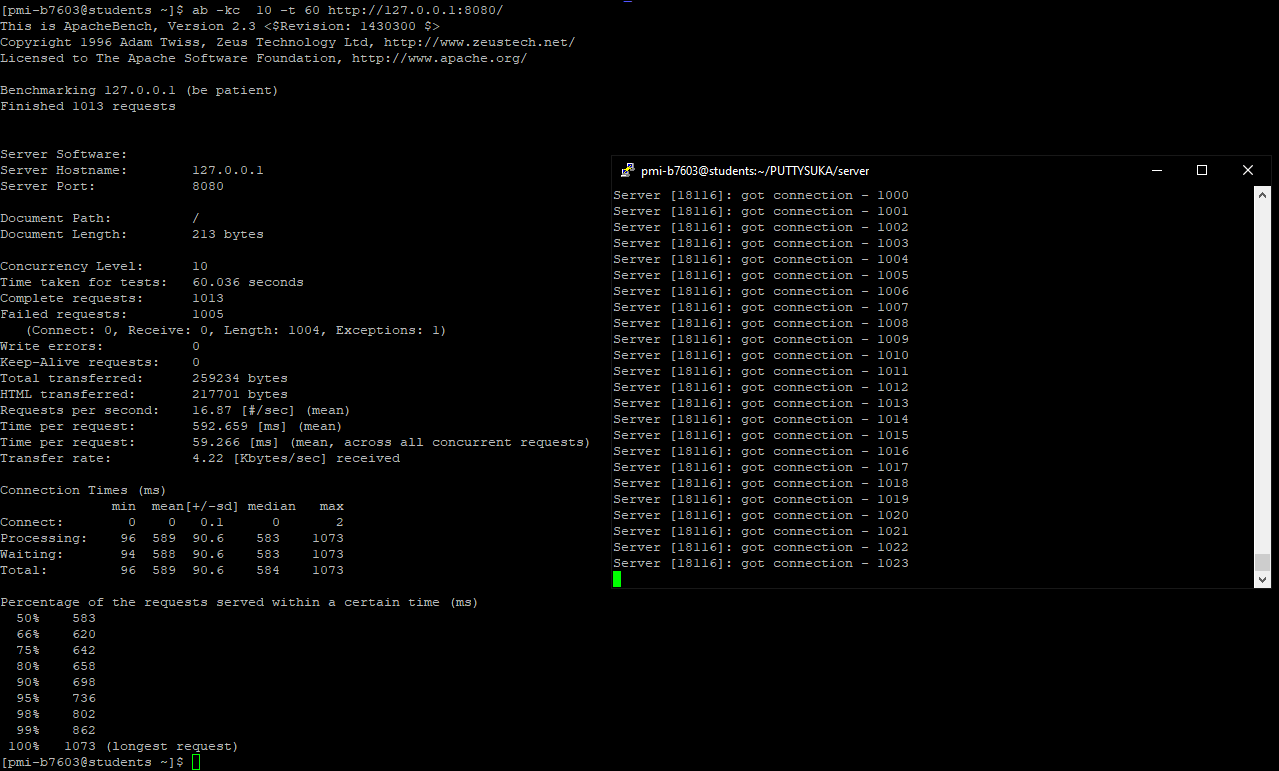 [pmi-b7603@students ~]$ ab -kc  10 -t 60 http://127.0.0.1:8080/
This is ApacheBench, Version 2.3 <$Revision: 1430300 $>
Copyright 1996 Adam Twiss, Zeus Technology Ltd, http://www.zeustech.net/
Licensed to The Apache Software Foundation, http://www.apache.org/
Benchmarking 127.0.0.1 (be patient)
Finished 1013 requests
Server Software:
Server Hostname:        127.0.0.1
Server Port:            8080
Document Path:          /
Document Length:        213 bytes
Concurrency Level:      10
Time taken for tests:   60.036 seconds
Complete requests:      1013
Failed requests:        1005
   (Connect: 0, Receive: 0, Length: 1004, Exceptions: 1)
Write errors:           0
Keep-Alive requests:    0
Total transferred:      259234 bytes
HTML transferred:       217701 bytes
Requests per second:    16.87 [#/sec] (mean)
Time per request:       592.659 [ms] (mean)
Time per request:       59.266 [ms] (mean, across all concurrent requests)
Transfer rate:          4.22 [Kbytes/sec] received
Connection Times (ms)
              min  mean[+/-sd] median   max
Connect:        0    0   0.1      0       2
Processing:    96  589  90.6    583    1073
Waiting:       94  588  90.6    583    1073
Total:         96  589  90.6    584    1073
Percentage of the requests served within a certain time (ms)
  50%    583
  66%    620
  75%    642
  80%    658
  90%    698
  95%    736
  98%    802
  99%    862
 100%   1073 (longest request)
[pmi-b7603@students ~]$
pmi-b7603@students:~/PUTTYSUKA/server
Server [18116]: got connection - 1000
Server [18116]: got connection - 1001
Server [18116]: got connection - 1002
Server [18116]: got connection - 1003
Server [18116]: got connection - 1004
Server [18116]: got connection - 1005
Server [18116]: got connection - 1006
Server [18116]: got connection - 1007
Server [18116]: got connection - 1008
Server [18116]: got connection - 1009
Server [18116]: got connection - 1010
Server [18116]: got connection - 1011
Server [18116]: got connection - 1012
Server [18116]: got connection - 1013
Server [18116]: got connection - 1014
Server [18116]: got connection - 1015
Server [18116]: got connection - 1016
Server [18116]: got connection - 1017
Server [18116]: got connection - 1018
Server [18116]: got connection - 1019
Server [18116]: got connection - 1020
Server [18116]: got connection - 1021
Server [18116]: got connection - 1022
Server [18116]: got connection - 1023